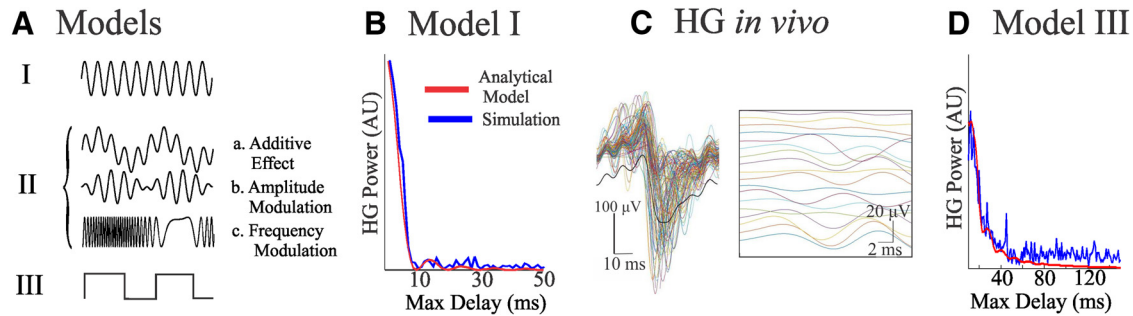 A Models
I
II
a. Additive
Effect
b. Amplitude
Modulation
c. Frequency
Modulation
III
B Model I
HG Power (AU)
Analytical
Model
Simulation
10 30 50
Max Delay (ms)
C HG in vivo
100 µV
10 ms
20 µV
2 ms
D Model III
HG Power (AU)
40 80 120
Max Delay (ms)